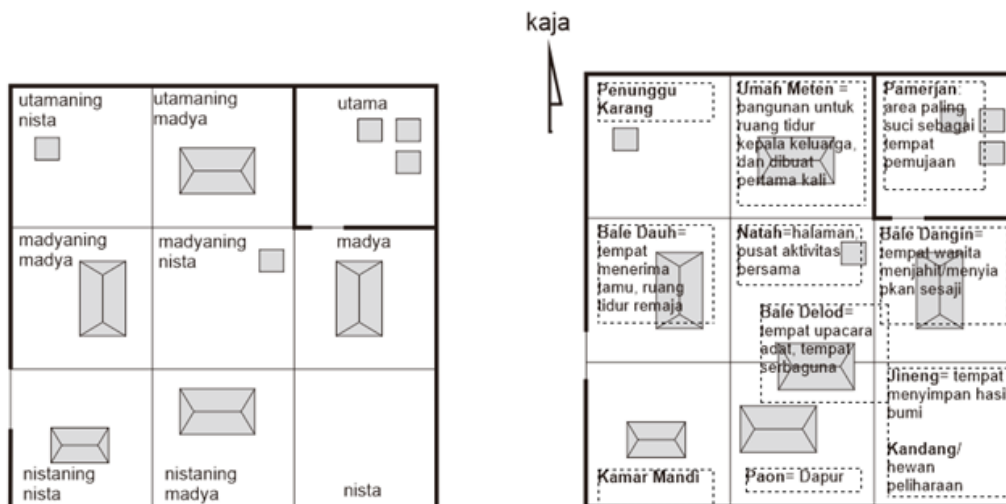 kaja
utamaning
nista
utamaning
madya
utama
madyaning
madya
madyaning
nista
madya
nistaning
nista
nistaning
madya
nista
Penunggu
Karang
Umah Meten =
bangunan untuk
ruang tidur
kepala keluarga,
dan dibuat
pertama kali
Pamerjan:
area paling
suci sebagai
tempat
pemujaan
Bale Dauh=
tempat
menerima
tamu, ruang
tidur remaja
Natah=halaman,
pusat aktivitas
bersama
Bale Dangin=
tempat wanita
menjahit/menyia
pkan sesaji
Bale Delod=
tempat upacara
adat, tempat
serbaguna
Jineng= tempat
menyimpan hasi
bumi
Kandang/
hewan
peliharaan
Kamar Mandi
Paon= Dapur